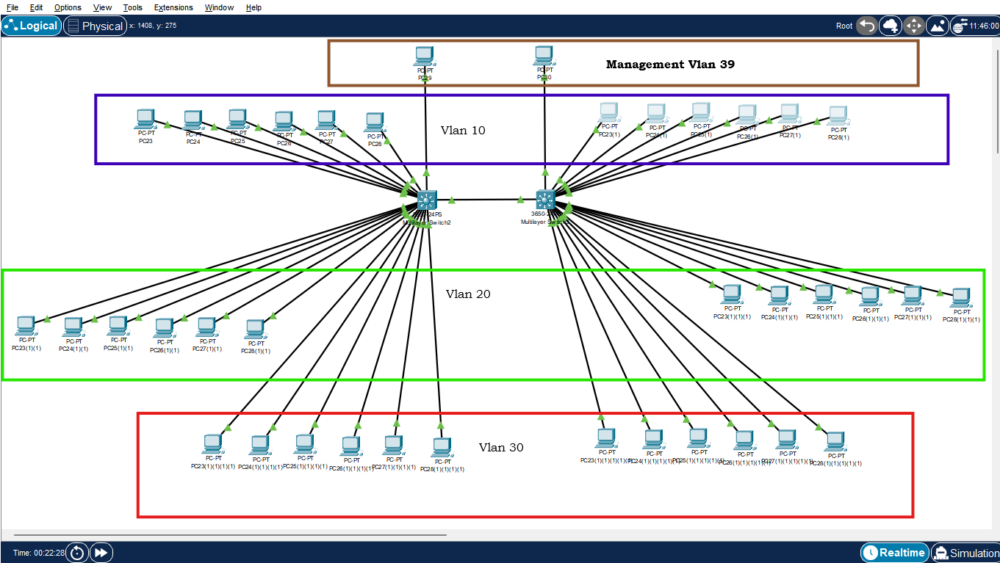 File Edit Options View Tools Extensions Window Help
Logical Physical x: 1408, y: 275 Root 11:46:00
PC-PT PC-PT Management Vlan 39
PC29 PC30
PC-PT PC-PT PC-PT PC-PT PC-PT PC-PT
PC23 PC24 PC25 PC26 PC27 PC28
Vlan 10
PC-PT PC-PT PC-PT PC-PT PC-PT PC-PT
PC23(1) PC24(1) PC25(1) PC26(1) PC27(1) PC28(1)
24PS 3650-2
Multilayer Switch2 Multilayer
Vlan 20
PC-PT PC-PT PC-PT PC-PT PC-PT PC-PT
PC23(1)(1) PC24(1)(1) PC25(1)(1) PC26(1)(1) PC27(1)(1) PC28(1)(1)
PC-PT PC-PT PC-PT PC-PT PC-PT PC-PT
PC23(1)(1)(1) PC24(1)(1)(1) PC25(1)(1)(1) PC26(1)(1)(1) PC27(1)(1)(1) PC28(1)(1)(1)
Vlan 30
PC-PT PC-PT PC-PT PC-PT PC-PT PC-PT
PC23(1)(1)(1)(1) PC24(1)(1)(1)(1) PC25(1)(1)(1)(1) PC26(1)(1)(1)(1) PC27(1)(1)(1)(1) PC28(1)(1)(1)(1)
PC-PT PC-PT PC-PT PC-PT PC-PT PC-PT
PC28(1)(1)(1)(1)(1)
Time: 00:22:28 Realtime Simulation